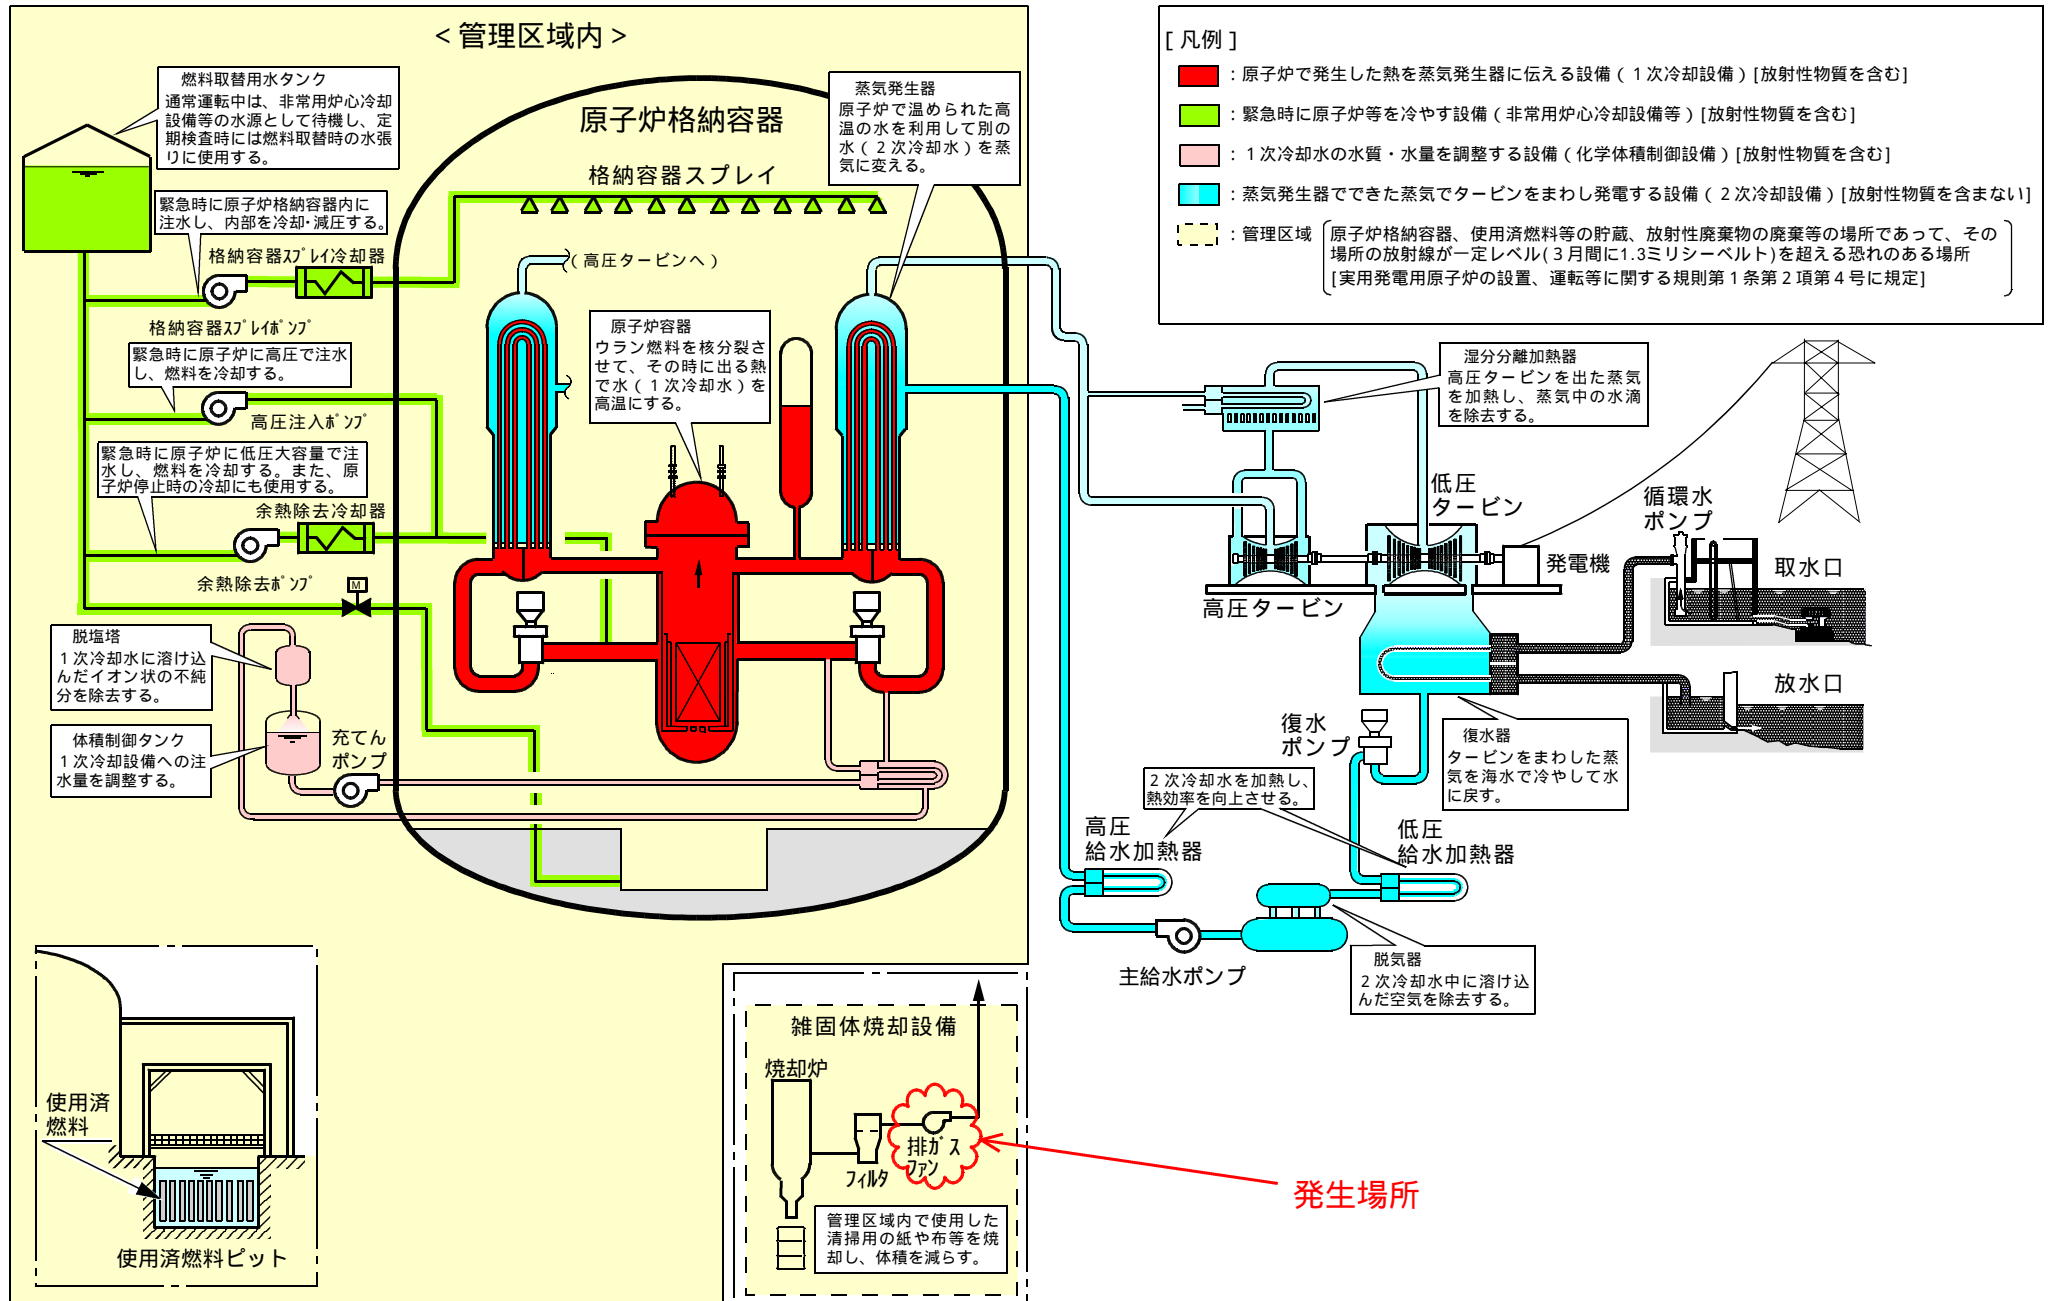 ＜管理区域内＞
燃料取替用水タンク
通常運転中は、非常用炉心冷却
設備等の水源として待機し、定
期検査時には燃料取替時の水張
りに使用する。
緊急時に原子炉格納容器内に
注水し、内部を冷却・減圧する。
格納容器ｽﾌﾟﾚｲ冷却器
格納容器ｽﾌﾟﾚｲﾎﾟﾝﾌﾟ
緊急時に原子炉に高圧で注水
し、燃料を冷却する。
高圧注入ﾎﾟﾝﾌﾟ
緊急時に原子炉に低圧大容量で注
水し、燃料を冷却する。また、原
子炉停止時の冷却にも使用する。
余熱除去冷却器
余熱除去ﾎﾟﾝﾌﾟ
M
脱塩塔
１次冷却水に溶け込
んだイオン状の不純
分を除去する。
体積制御タンク
１次冷却設備への注
水量を調整する。
充てん
ポンプ
原子炉格納容器
格納容器スプレイ
（高圧タービンへ）
蒸気発生器
原子炉で温められた高
温の水を利用して別の
水（２次冷却水）を蒸
気に変える。
原子炉容器
ウラン燃料を核分裂さ
せて、その時に出る熱
で水（１次冷却水）を
高温にする。
[ 凡例 ]
：原子炉で発生した熱を蒸気発生器に伝える設備（１次冷却設備）[放射性物質を含む]
：緊急時に原子炉等を冷やす設備（非常用炉心冷却設備等）[放射性物質を含む]
：１次冷却水の水質・水量を調整する設備（化学体積制御設備）[放射性物質を含む]
：蒸気発生器でできた蒸気でタービンをまわし発電する設備（２次冷却設備）[放射性物質を含まない]
：管理区域
原子炉格納容器、使用済燃料等の貯蔵、放射性廃棄物の廃棄等の場所であって、その
場所の放射線が一定レベル(３月間に1.3ミリシーベルト)を超える恐れのある場所
[実用発電用原子炉の設置、運転等に関する規則第１条第２項第４号に規定]
湿分分離加熱器
高圧タービンを出た蒸気
を加熱し、蒸気中の水滴
を除去する。
低圧
タービン
高圧タービン
発電機
循環水
ポンプ
取水口
放水口
復水
ポンプ
復水器
タービンをまわした蒸
気を海水で冷やして水
に戻す。
２次冷却水を加熱し、
熱効率を向上させる。
高圧
給水加熱器
低圧
給水加熱器
主給水ポンプ
脱気器
２次冷却水中に溶け込
んだ空気を除去する。
使用済
燃料
使用済燃料ピット
雑固体焼却設備
焼却炉
フィルタ
排ｶﾞｽ
ファン
管理区域内で使用した
清掃用の紙や布等を焼
却し、体積を減らす。
発生場所